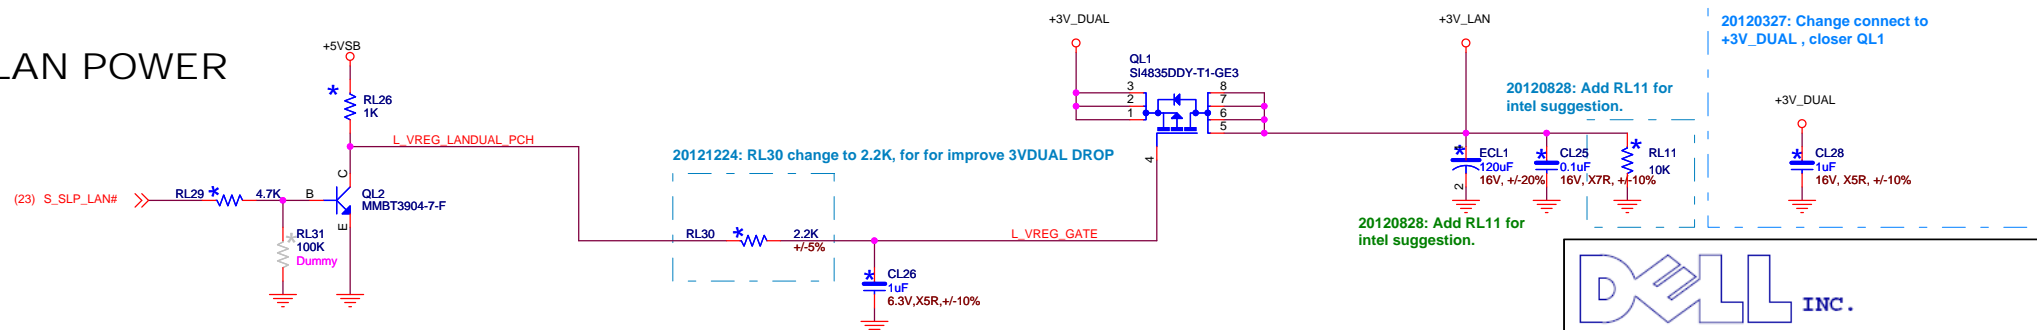 LAN POWER
+5VSB
*
RL26
1K
L_VREG_LANDUAL_PCH
(23) S_SLP_LAN#
RL29
*
4.7K
B
C
E
QL2
MMBT3904-7-F
*
RL31
100K
Dummy
20121224: RL30 change to 2.2K, for for improve 3VDUAL DROP
RL30
*
2.2K
+/-5%
L_VREG_GATE
*
CL26
1uF
6.3V,X5R,+/-10%
+3V_DUAL
QL1
SI4835DDY-T1-GE3
3
2
1
8
7
6
5
4
+3V_LAN
20120828: Add RL11 for
intel suggestion.
*
ECL1
120uF
16V, +/-20%
2
*
CL25
0.1uF
16V, X7R, +/-10%
*
RL11
10K
20120828: Add RL11 for
intel suggestion.
20120327: Change connect to
+3V_DUAL , closer QL1
+3V_DUAL
*
CL28
1uF
16V, X5R, +/-10%
DELL INC.